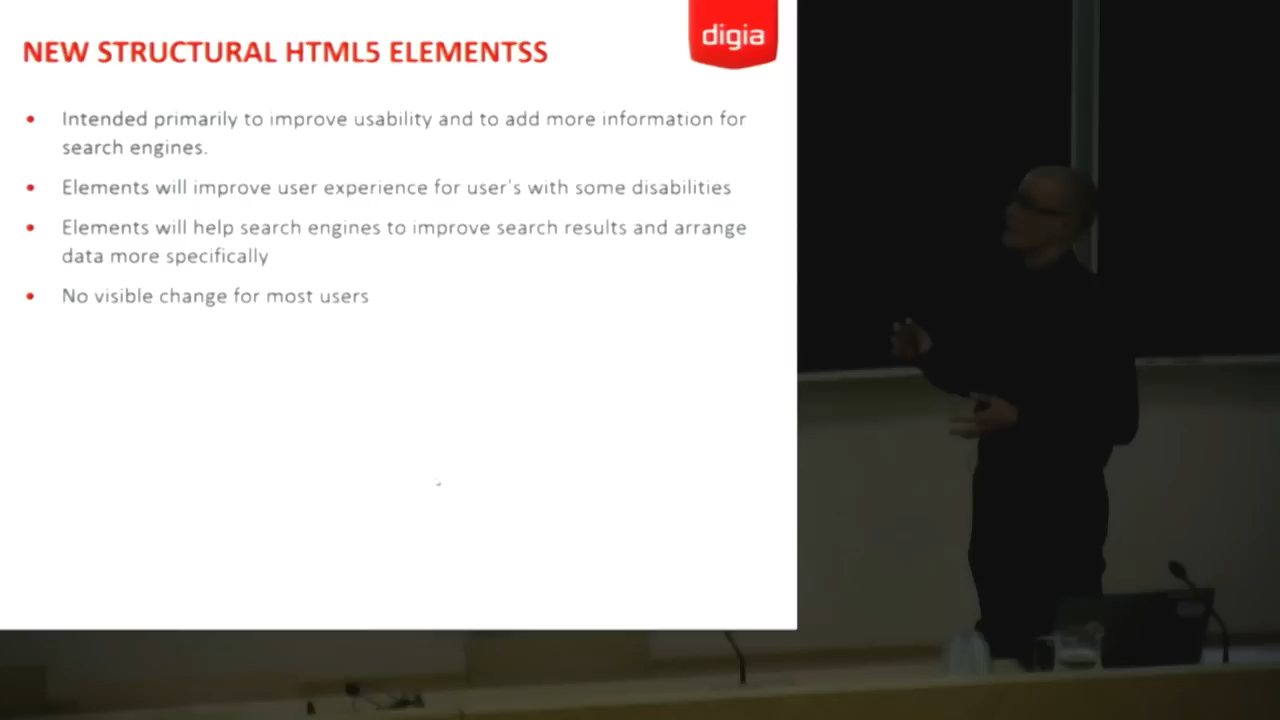 NEW STRUCTURAL HTML5 ELEMENTSS
digia
• Intended primarily to improve usability and to add more information for
search engines.
• Elements will improve user experience for user's with some disabilities
• Elements will help search engines to improve search results and arrange
data more specifically
• No visible change for most users